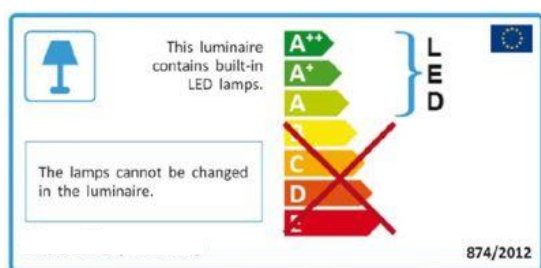 This luminaire
contains built-in
LED lamps.
The lamps cannot be changed
in the luminaire.
A++
A+
A
C
D
L
E
D
874/2012